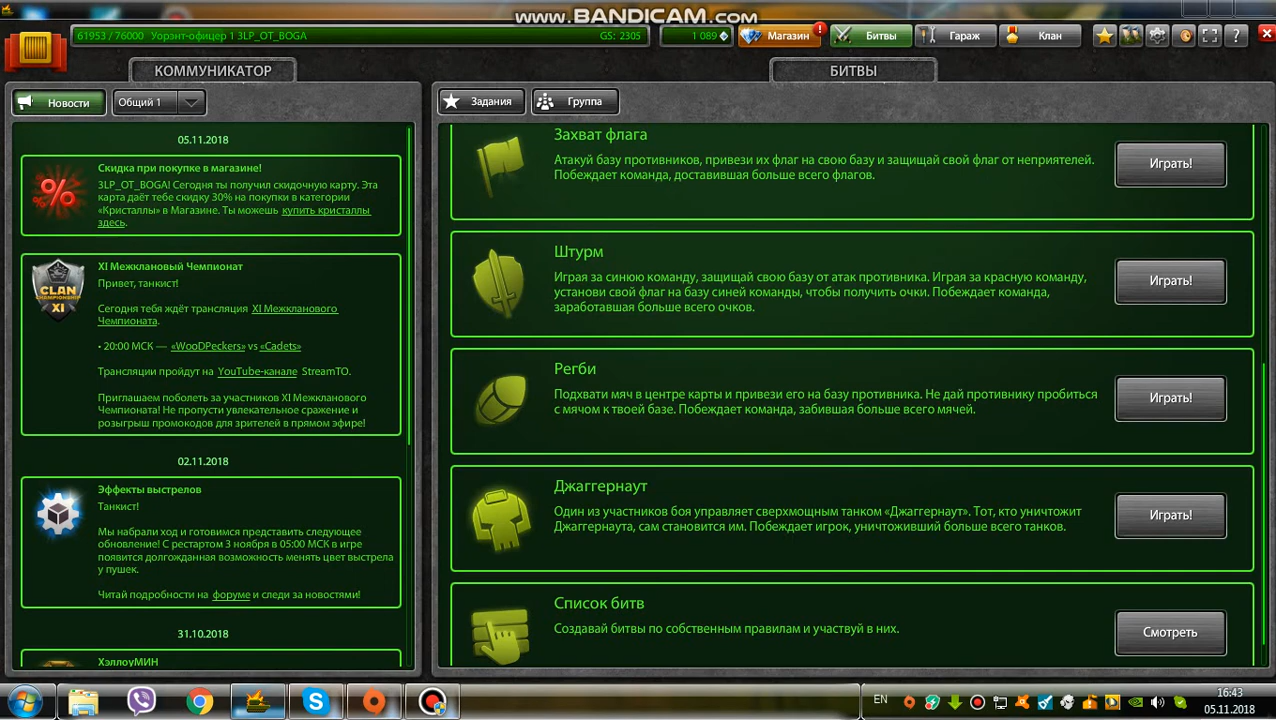 www.BANDICAM.com
61953 / 76000 Уорэнт-офицер 1 3LP_OT_BOGA GS: 2305 1 089 Магазин ! Битвы Гараж Клан ?
КОММУНИКАТОР БИТВЫ
Новости Общий 1 Задания Группа
05.11.2018
Скидка при покупке в магазине!
3LP_OT_BOGA! Сегодня ты получил скидочную карту. Эта
карта даёт тебе скидку 30% на покупки в категории
«Кристаллы» в Магазине. Ты можешь купить кристаллы
здесь.
XI Межклановый Чемпионат
CLAN
CHAMPIONSHIP
XI
Привет, танкист!
Сегодня тебя ждёт трансляция XI Межкланового
Чемпионата.
• 20:00 МСК — «WooDPeckers» vs «Cadets»
Трансляции пройдут на YouTube-канале StreamTO.
Приглашаем поболеть за участников XI Межкланового
Чемпионата! Не пропусти увлекательное сражение и
розыгрыш промокодов для зрителей в прямом эфире!
02.11.2018
Эффекты выстрелов
Танкист!
Мы набрали ход и готовимся представить следующее
обновление! С рестартом 3 ноября в 05:00 МСК в игре
появится долгожданная возможность менять цвет выстрела
у пушек.
Читай подробности на форуме и следи за новостями!
31.10.2018
ХэллоуМИН
Захват флага
Атакуй базу противников, привези их флаг на свою базу и защищай свой флаг от неприятелей.
Побеждает команда, доставившая больше всего флагов.
Играть!
Штурм
Играя за синюю команду, защищай свою базу от атак противника. Играя за красную команду,
установи свой флаг на базу синей команды, чтобы получить очки. Побеждает команда,
заработавшая больше всего очков.
Играть!
Регби
Подхвати мяч в центре карты и привези его на базу противника. Не дай противнику пробиться
с мячом к твоей базе. Побеждает команда, забившая больше всего мячей.
Играть!
Джаггернаут
Один из участников боя управляет сверхмощным танком «Джаггернаут». Тот, кто уничтожит
Джаггернаута, сам становится им. Побеждает игрок, уничтоживший больше всего танков.
Играть!
Список битв
Создавай битвы по собственным правилам и участвуй в них.
Смотреть
EN
16:43
05.11.2018